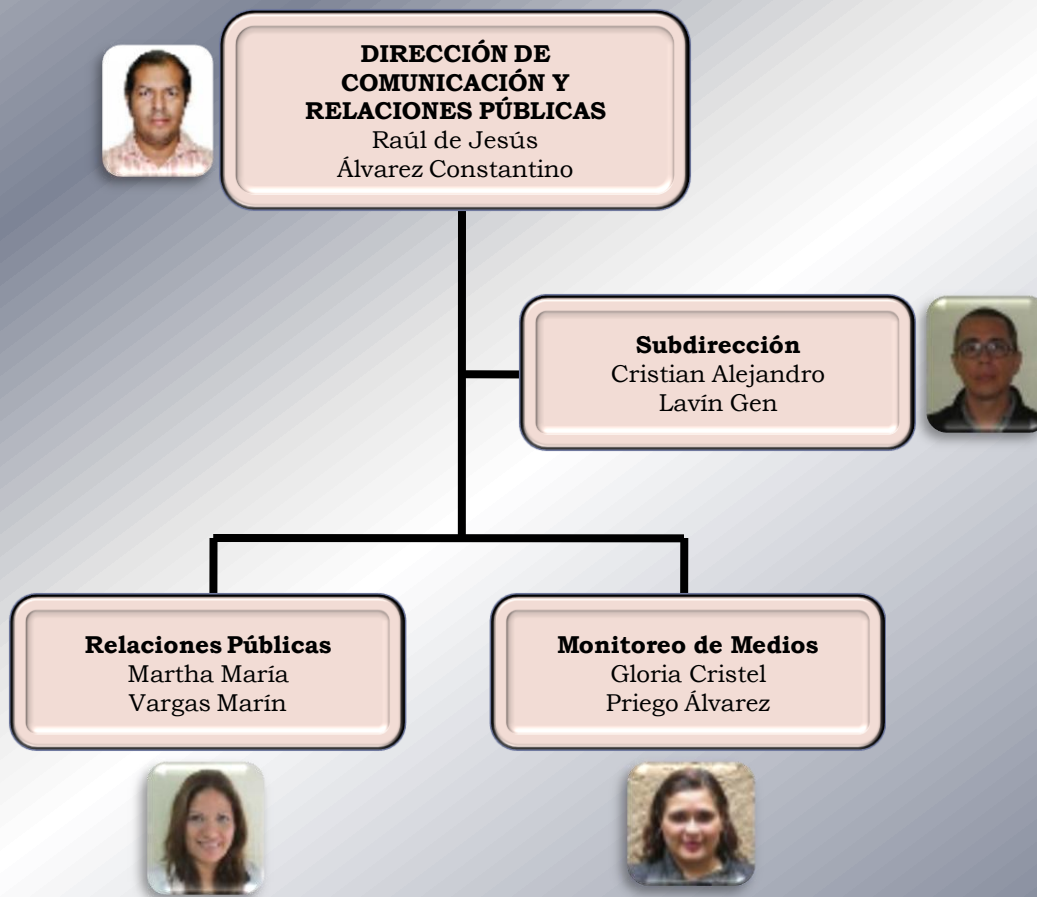 DIRECCIÓN DE
COMUNICACIÓN Y
RELACIONES PÚBLICAS
Raúl de Jesús
Álvarez Constantino
Subdirección
Cristian Alejandro
Lavín Gen
Relaciones Públicas
Martha María
Vargas Marín
Monitoreo de Medios
Gloria Cristel
Priego Álvarez